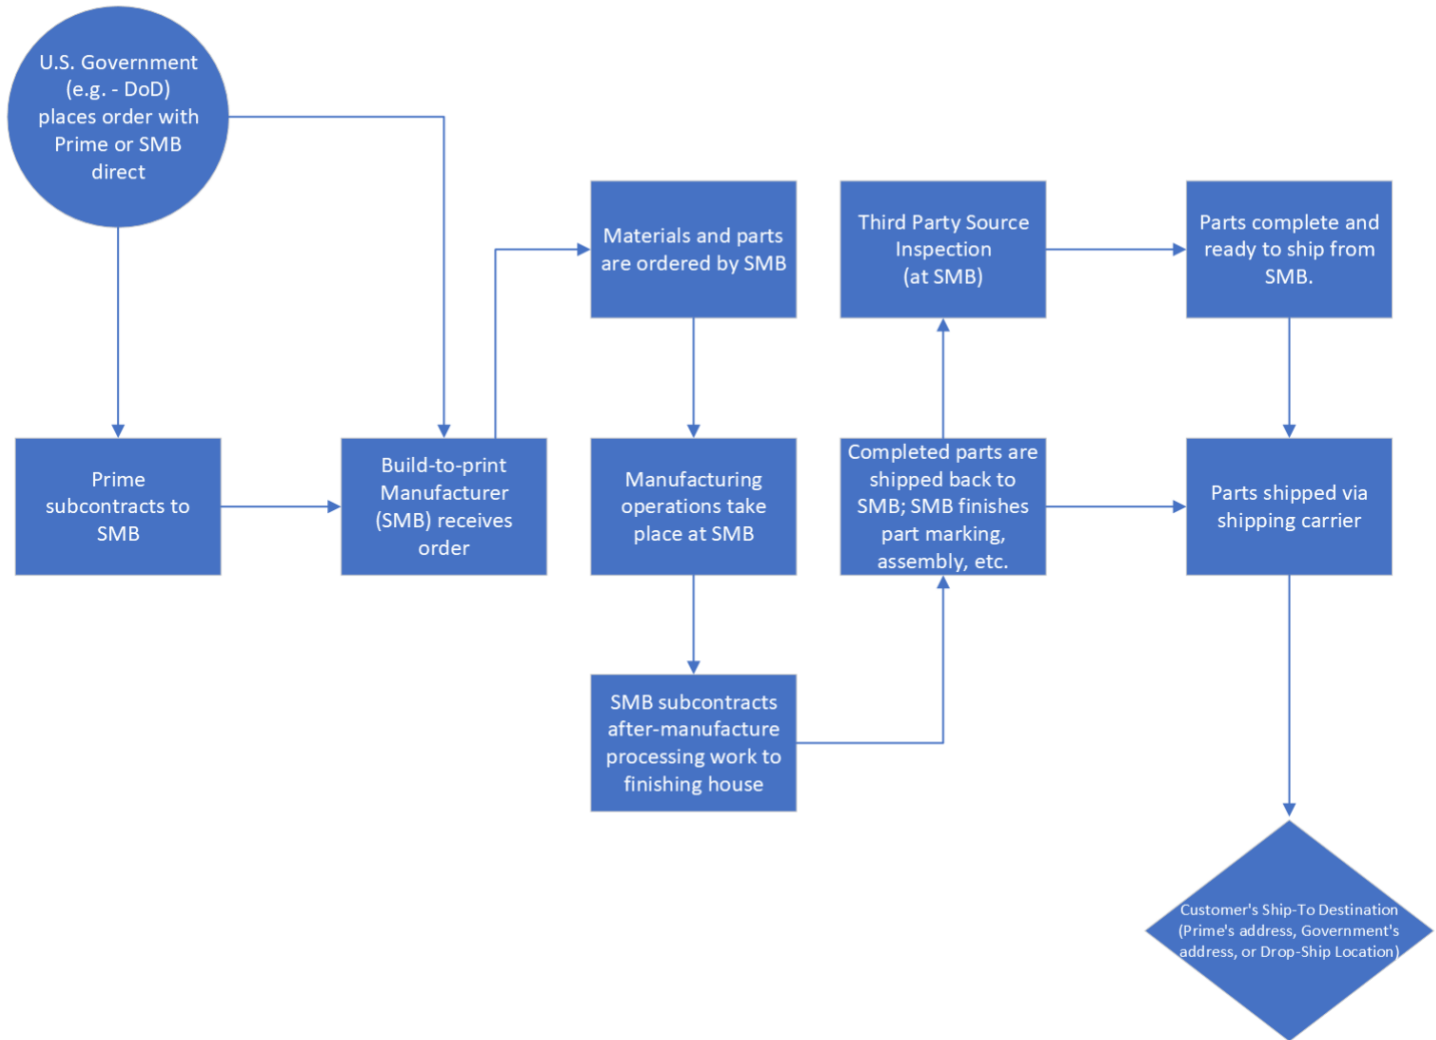 U.S. Government
(e.g. - DoD)
places order with
Prime or SMB
direct
Prime
subcontracts to
SMB
Build-to-print
Manufacturer
(SMB) receives
order
Materials and parts
are ordered by SMB
Manufacturing
operations take
place at SMB
SMB subcontracts
after-manufacture
processing work to
finishing house
Completed parts are
shipped back to
SMB; SMB finishes
part marking,
assembly, etc.
Third Party Source
Inspection
(at SMB)
Parts complete and
ready to ship from
SMB.
Parts shipped via
shipping carrier
Customer's Ship-To Destination
(Prime's address, Government's
address, or Drop-Ship Location)